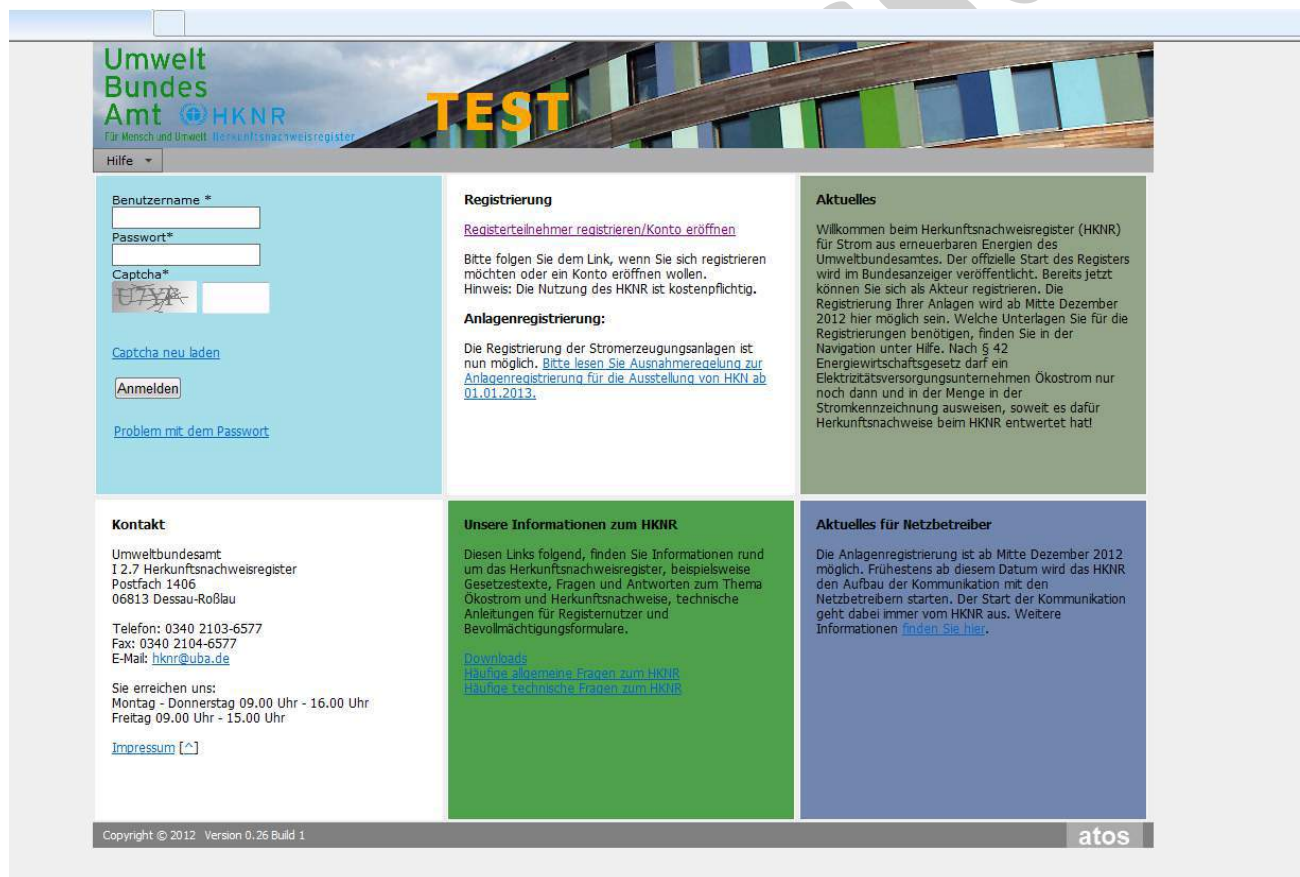 Umwelt
Bundes
Amt HKNR
Für Mensch und Umwelt Herkunftsnachweisregister
TEST
Hilfe
Benutzername *
Passwort*
Captcha*
Captcha neu laden
Anmelden
Problem mit dem Passwort
Registrierung
Registerteilnehmer registrieren/Konto eröffnen
Bitte folgen Sie dem Link, wenn Sie sich registrieren
möchten oder ein Konto eröffnen wollen.
Hinweis: Die Nutzung des HKNR ist kostenpflichtig.
Anlagenregistrierung:
Die Registrierung der Stromerzeugungsanlagen ist
nun möglich. Bitte lesen Sie Ausnahmeregelung zur
Anlagenregistrierung für die Ausstellung von HKN ab
01.01.2013.
Aktuelles
Willkommen beim Herkunftsnachweisregister (HKNR)
für Strom aus erneuerbaren Energien des
Umweltbundesamtes. Der offizielle Start des Registers
wird im Bundesanzeiger veröffentlicht. Bereits jetzt
können Sie sich als Akteur registrieren. Die
Registrierung Ihrer Anlagen wird ab Mitte Dezember
2012 hier möglich sein. Welche Unterlagen Sie für die
Registrierungen benötigen, finden Sie in der
Navigation unter Hilfe. Nach § 42
Energiewirtschaftsgesetz darf ein
Elektrizitätsversorgungsunternehmen Ökostrom nur
noch dann und in der Menge in der
Stromkennzeichnung ausweisen, soweit es dafür
Herkunftsnachweise beim HKNR entwertet hat!
Kontakt
Umweltbundesamt
I 2.7 Herkunftsnachweisregister
Postfach 1406
06813 Dessau-Roßlau
Telefon: 0340 2103-6577
Fax: 0340 2104-6577
E-Mail: hknr@uba.de
Sie erreichen uns:
Montag - Donnerstag 09.00 Uhr - 16.00 Uhr
Freitag 09.00 Uhr - 15.00 Uhr
Impressum [^]
Unsere Informationen zum HKNR
Diesen Links folgend, finden Sie Informationen rund
um das Herkunftsnachweisregister, beispielsweise
Gesetzestexte, Fragen und Antworten zum Thema
Ökostrom und Herkunftsnachweise, technische
Anleitungen für Registernutzer und
Bevollmächtigungsformulare.
Downloads
Häufige allgemeine Fragen zum HKNR
Häufige technische Fragen zum HKNR
Aktuelles für Netzbetreiber
Die Anlagenregistrierung ist ab Mitte Dezember 2012
möglich. Frühestens ab diesem Datum wird das HKNR
den Aufbau der Kommunikation mit den
Netzbetreibern starten. Der Start der Kommunikation
geht dabei immer vom HKNR aus. Weitere
Informationen finden Sie hier.
Copyright © 2012 Version 0.26 Build 1
atos